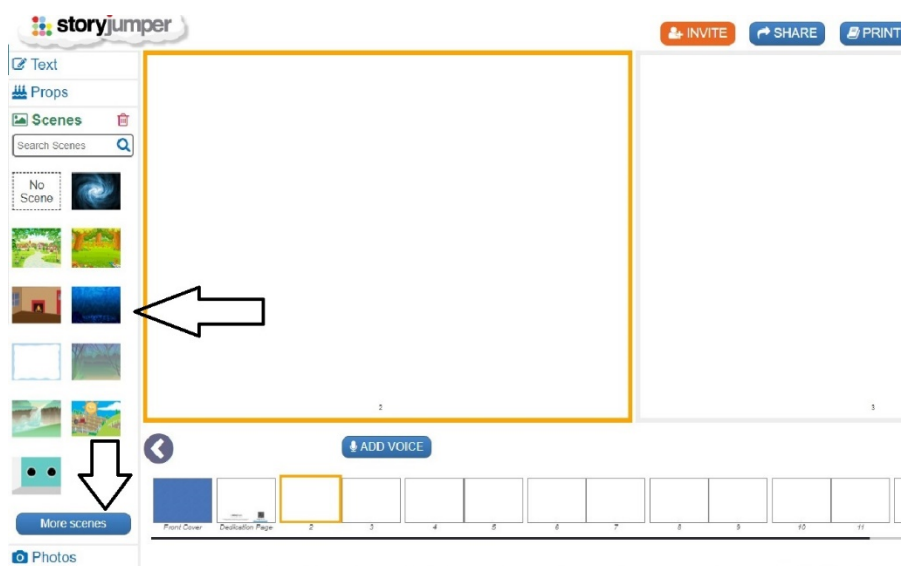 storyjumper
INVITE
SHARE
PRINT
Text
Props
Scenes
Search Scenes
No
Scene
More scenes
Photos
2
3
ADD VOICE
Front Cover
Dedication Page
2
3
4
5
6
7
8
9
10
11